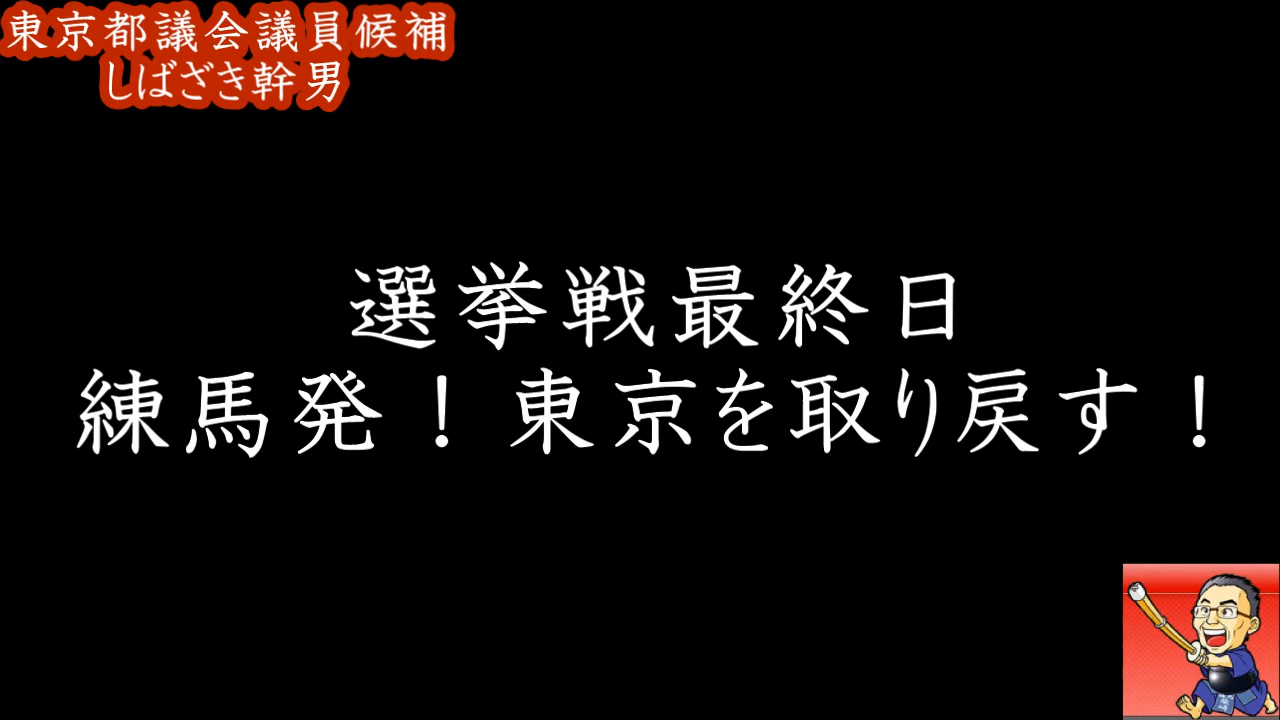 東京都議会議員候補
しばざき幹男
選挙戦最終日
練馬発！東京を取り戻す！